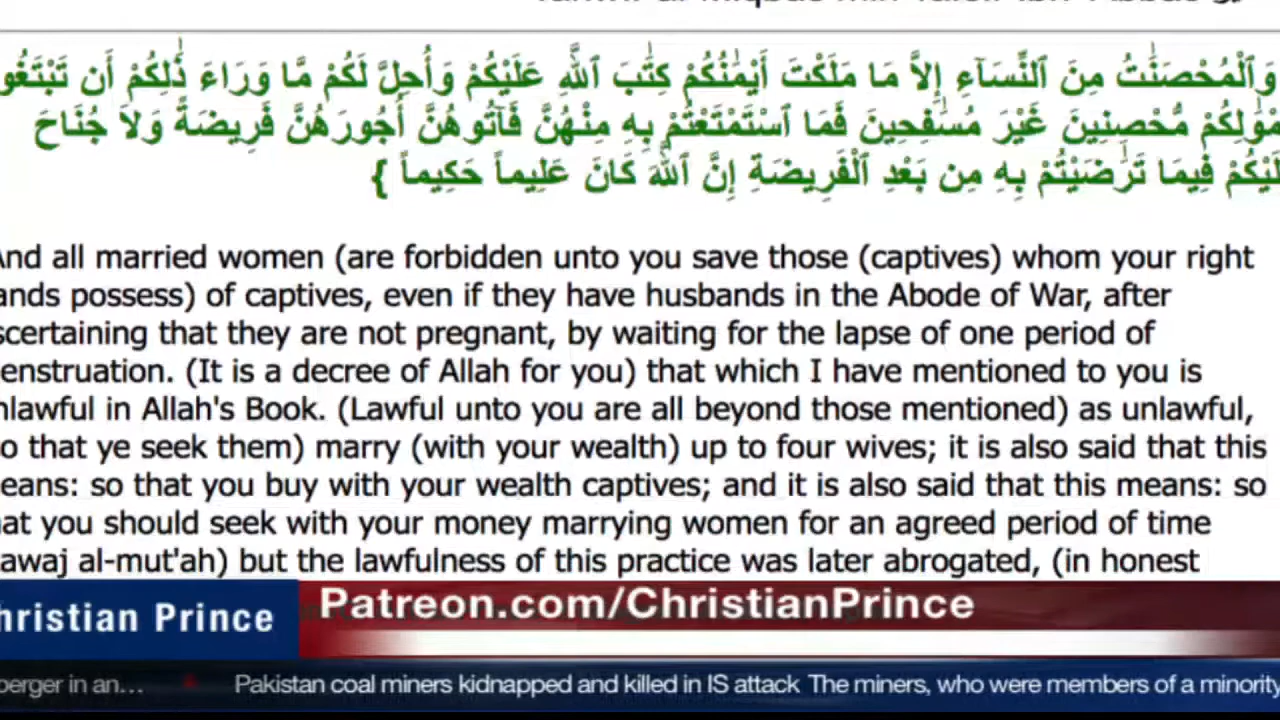 وَٱلْمُحْصَنَٰتُ مِنَ ٱلنِّسَآءِ إِلاَّ مَا مَلَكْتَ أَيْمَٰنُكُمْ كِتَٰبَ ٱللَّهِ عَلَيْكُمْ وَأُحِلَّ لَكُمْ مَّا وَرَاءَ ذَٰلِكُمْ أَن تَبْتَغُو
مْوَٰلِكُمْ مُّحْصِنِينَ غَيْرَ مُسَٰفِحِينَ فَمَا ٱسْتَمْتَعْتُمْ بِهِ مِنْهُنَّ فَآتُوهُنَّ أُجُورَهُنَّ فَرِيضَةً وَلاَ جُنَاحَ
لَيْكُمْ فِيمَا تَرَٰضَيْتُمْ بِهِ مِن بَعْدِ ٱلْفَرِيضَةِ إِنَّ ٱللَّهَ كَانَ عَلِيماً حَكِيماً }
And all married women (are forbidden unto you save those (captives) whom your right
ands possess) of captives, even if they have husbands in the Abode of War, after
scertaining that they are not pregnant, by waiting for the lapse of one period of
enstruation. (It is a decree of Allah for you) that which I have mentioned to you is
nlawful in Allah's Book. (Lawful unto you are all beyond those mentioned) as unlawful,
o that ye seek them) marry (with your wealth) up to four wives; it is also said that this
eans: so that you buy with your wealth captives; and it is also said that this means: so
at you should seek with your money marrying women for an agreed period of time
awaj al-mut'ah) but the lawfulness of this practice was later abrogated, (in honest
hristian Prince
Patreon.com/ChristianPrince
berger in an... Pakistan coal miners kidnapped and killed in IS attack The miners, who were members of a minority